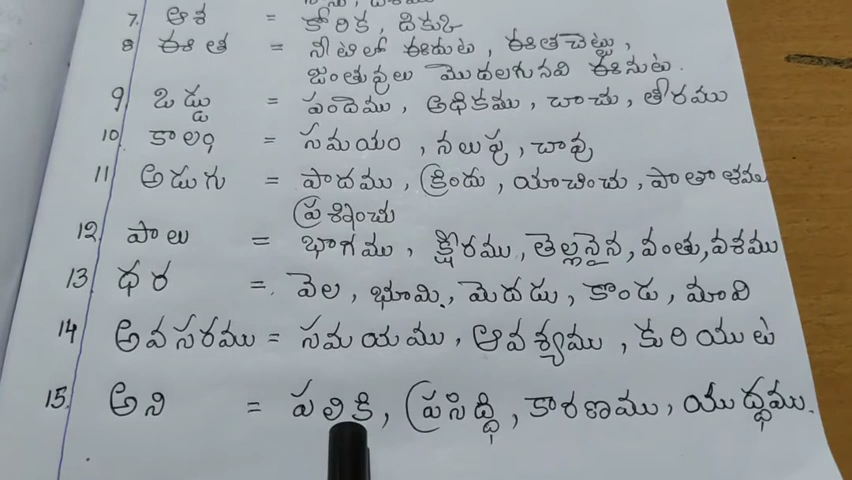 7. ఆశ = కోరిక, దిక్కు
8 ఈత = నీటిలో ఈదుట, ఈతచెట్టు,
జంతువులు మొదలగునవి ఈనుట.
9. ఒడ్డు = పందెము, అధికము, చాచు, తీరము
10. కాలం = సమయం, నలుపు, చావు
11 అడుగు = పాదము, క్రిందు, యాచించు, పాతాళము
ప్రశ్నించు
12. పాలు = భాగము, క్షీరము, తెల్లనైన, వంతు, వశము
13 ధర = వెల, భూమి, మెదడు, కొండ, మావి
14 అవసరము = సమయము, ఆవశ్యము,
15. అని = పలికి, ప్రసిద్ధి, కారణము, యుద్ధము.